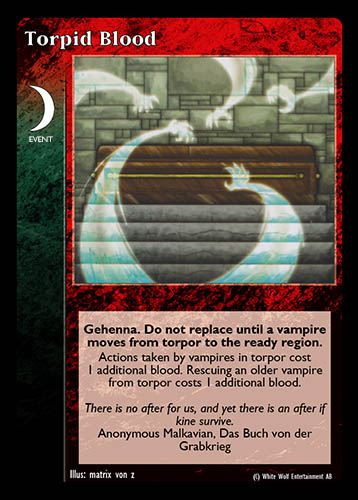 Torpid Blood
EVENT
Gehenna. Do not replace until a vampire
moves from torpor to the ready region.
Actions taken by vampires in torpor cost
1 additional blood. Rescuing an older vampire
from torpor costs 1 additional blood.
There is no after for us, and yet there is an after if
kine survive.
Anonymous Malkavian, Das Buch von der
Grabkrieg
Illus: matrix von z
(C) White Wolf Entertainment AB